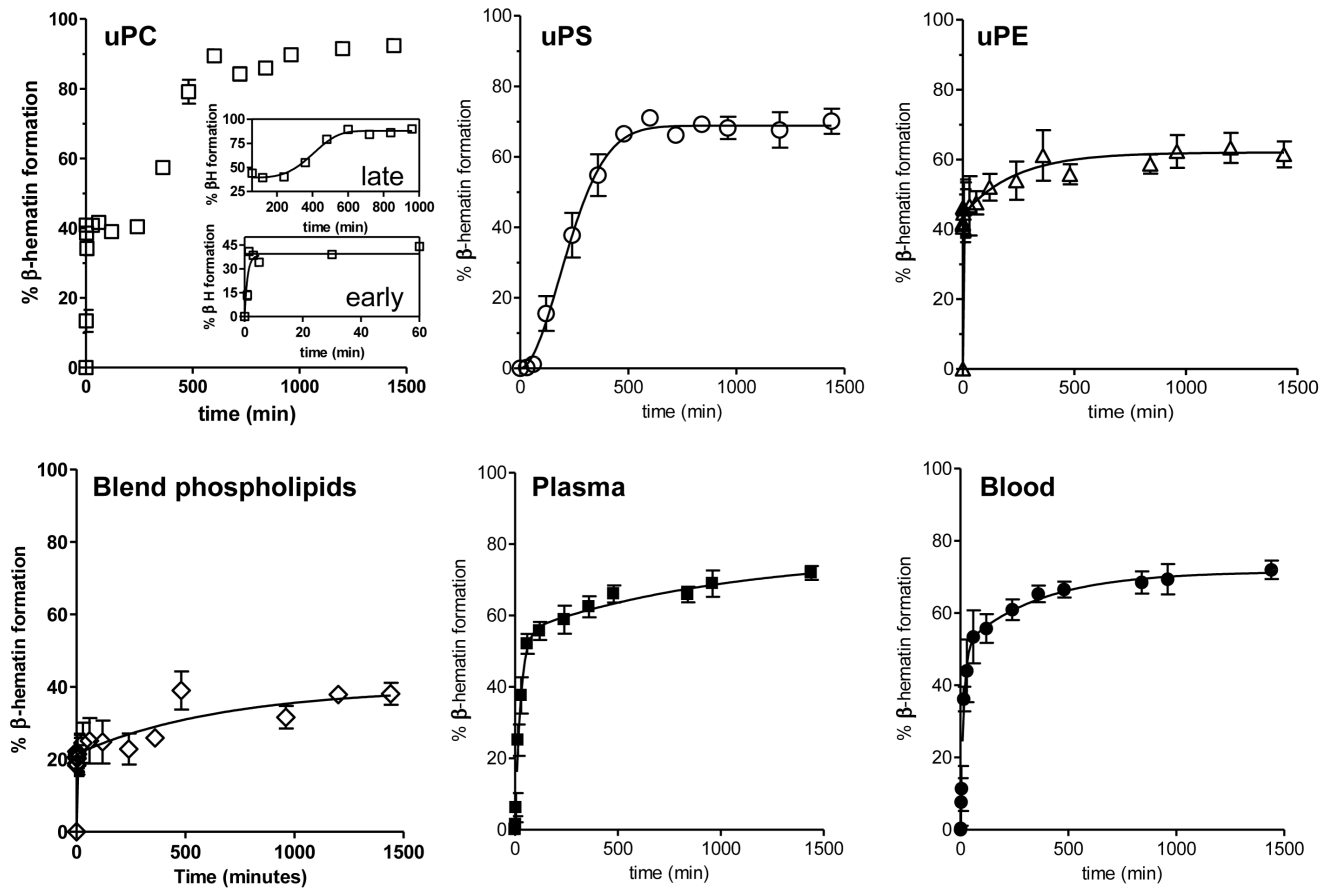 uPC
% β-hematin formation
100
80
60
40
20
0
0 500 1000 1500
time (min)
% βH formation
100
75
50
25
late
200 400 600 800 1000
time (min)
% β H formation
45
30
15
0
early
0 20 40 60
time (min)
uPS
% β-hematin formation
100
80
60
40
20
0
0 500 1000 1500
time (min)
uPE
% β-hematin formation
100
80
60
40
20
0
0 500 1000 1500
time (min)
Blend phospholipids
% β-hematin formation
100
80
60
40
20
0
0 500 1000 1500
Time (minutes)
Plasma
% β-hematin formation
100
80
60
40
20
0
0 500 1000 1500
time (min)
Blood
% β-hematin formation
100
80
60
40
20
0
0 500 1000 1500
time (min)